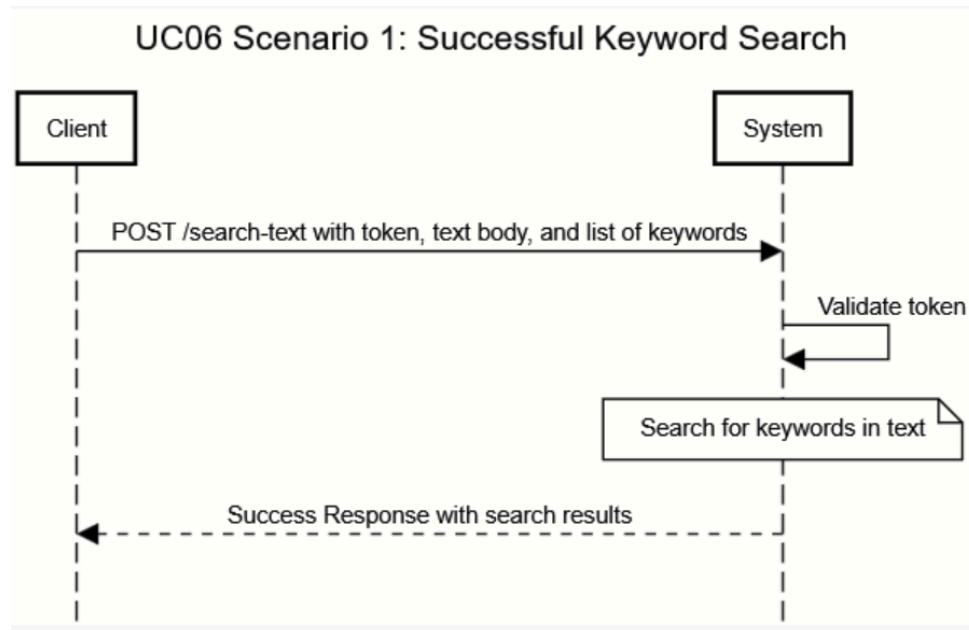 UC06 Scenario 1: Successful Keyword Search
Client
System
POST /search-text with token, text body, and list of keywords
Validate token
Search for keywords in text
Success Response with search results